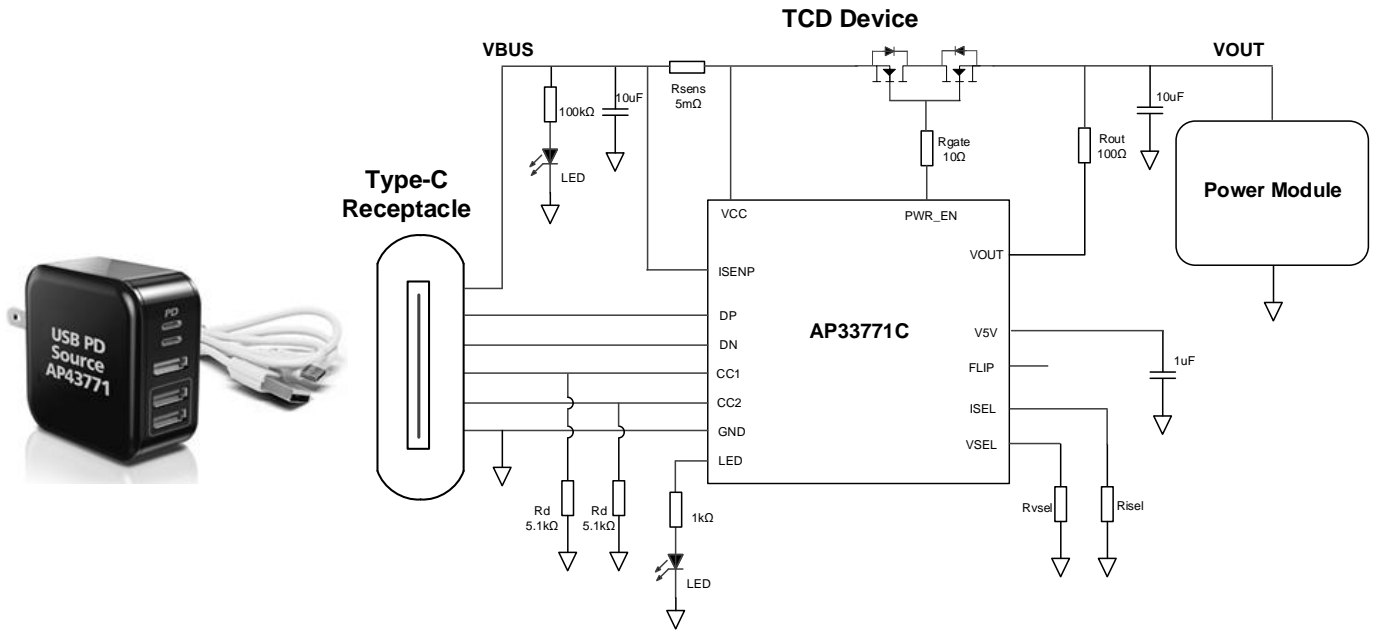 TCD Device
VBUS
VOUT
Rsens
5mΩ
10uF
100kΩ
LED
10uF
Rgate
10Ω
Rout
100Ω
Type-C
Receptacle
Power Module
VCC
PWR_EN
VOUT
ISENP
DP
DN
CC1
CC2
GND
LED
AP33771C
V5V
FLIP
ISEL
VSEL
1uF
PD
USB PD
Source
AP43771
Rd
5.1kΩ
Rd
5.1kΩ
1kΩ
LED
Rvsel
Risel